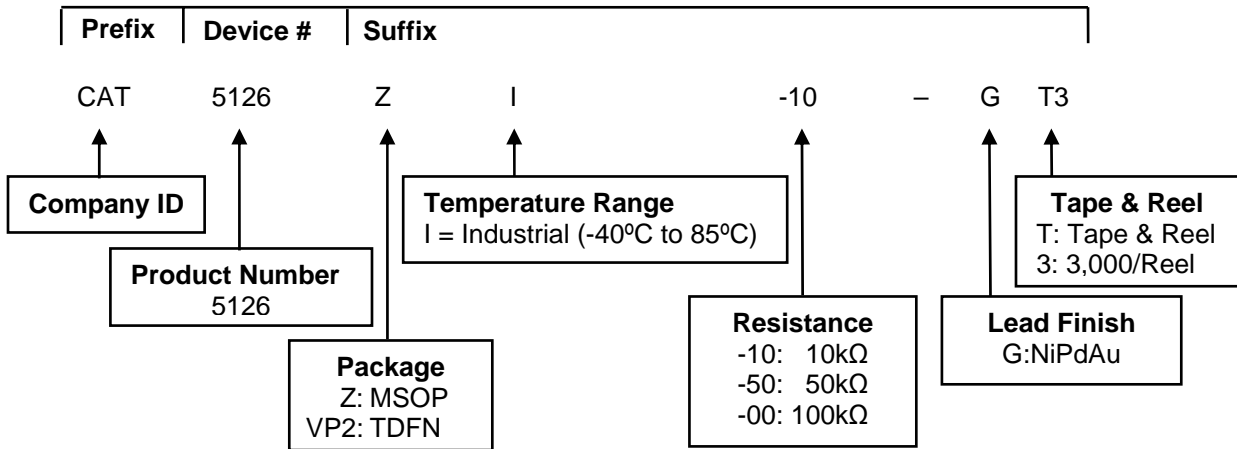 Prefix Device # Suffix
CAT 5126 Z I -10 – G T3
Company ID
Product Number
5126
Package
Z: MSOP
VP2: TDFN
Temperature Range
I = Industrial (-40ºC to 85ºC)
Resistance
-10: 10kΩ
-50: 50kΩ
-00: 100kΩ
Lead Finish
G:NiPdAu
Tape & Reel
T: Tape & Reel
3: 3,000/Reel